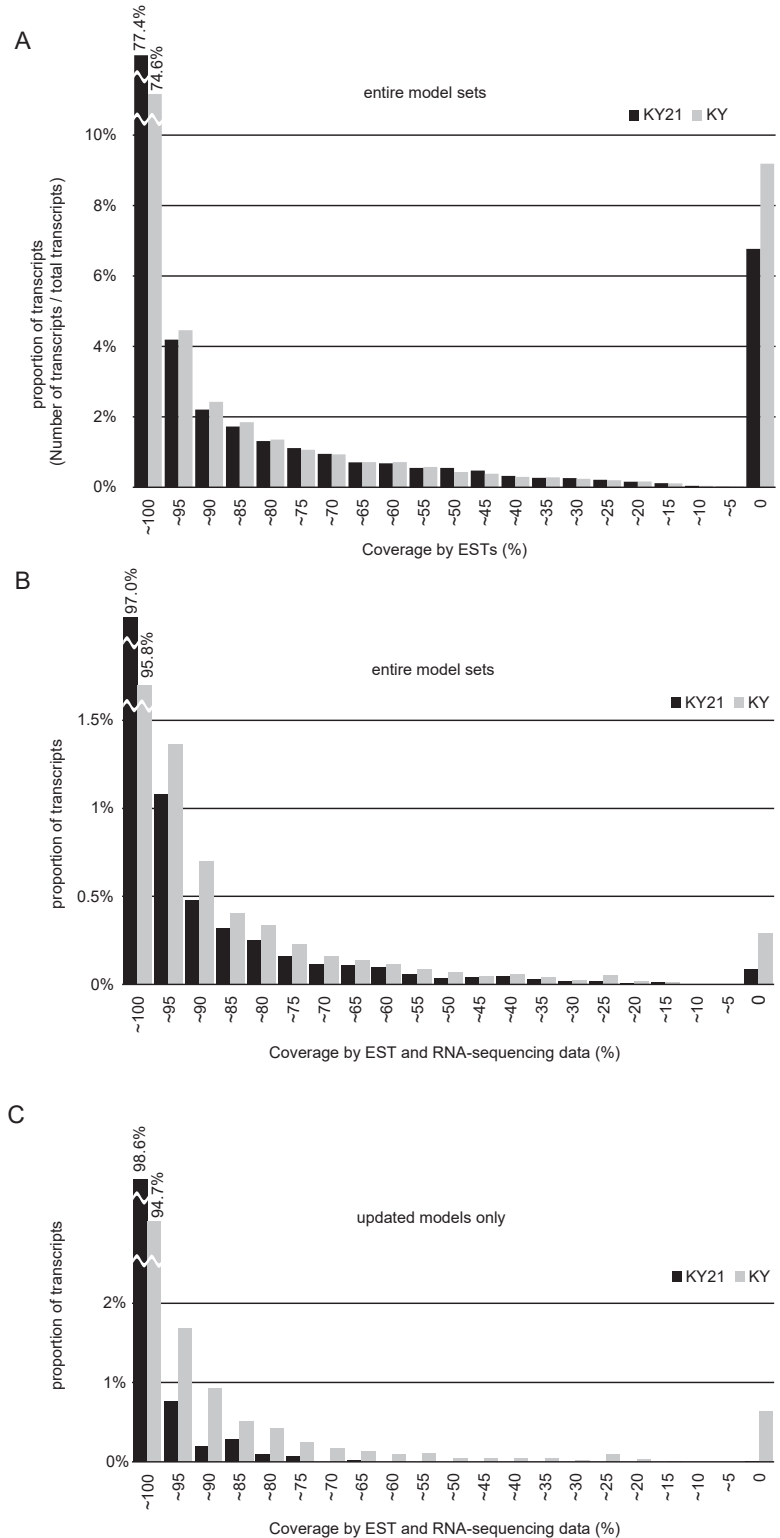 A
77.4%
74.6%
entire model sets
KY21 KY
proportion of transcripts
(Number of transcripts / total transcripts)
10%
8%
6%
4%
2%
0%
~100 ~95 ~90 ~85 ~80 ~75 ~70 ~65 ~60 ~55 ~50 ~45 ~40 ~35 ~30 ~25 ~20 ~15 ~10 ~5 0
Coverage by ESTs (%)
B
97.0%
95.8%
entire model sets
KY21 KY
proportion of transcripts
1.5%
1%
0.5%
0%
~100 ~95 ~90 ~85 ~80 ~75 ~70 ~65 ~60 ~55 ~50 ~45 ~40 ~35 ~30 ~25 ~20 ~15 ~10 ~5 0
Coverage by EST and RNA-sequencing data (%)
C
98.6%
94.7%
updated models only
KY21 KY
proportion of transcripts
2%
1%
0%
~100 ~95 ~90 ~85 ~80 ~75 ~70 ~65 ~60 ~55 ~50 ~45 ~40 ~35 ~30 ~25 ~20 ~15 ~10 ~5 0
Coverage by EST and RNA-sequencing data (%)